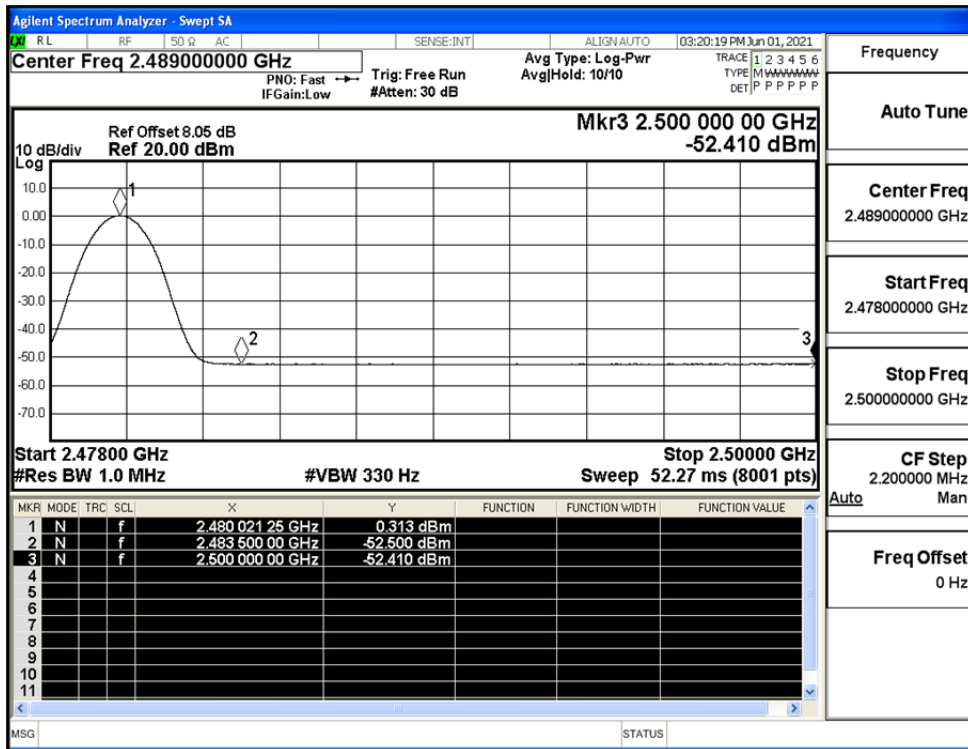 Agilent Spectrum Analyzer - Swept SA
LXI RL RF 50 Ω AC SENSE:INT ALIGN AUTO 03:20:19 PM Jun 01, 2021
Center Freq 2.489000000 GHz
PNO: Fast
IFGain:Low
Trig: Free Run
#Atten: 30 dB
Avg Type: Log-Pwr
Avg|Hold: 10/10
TRACE 1 2 3 4 5 6
TYPE M WWWWW
DET P P P P P P
Mkr3 2.500 000 00 GHz
-52.410 dBm
Ref Offset 8.05 dB
10 dB/div Ref 20.00 dBm
Log
10.0
0.00
-10.0
-20.0
-30.0
-40.0
-50.0
-60.0
-70.0
1
2
3
Start 2.47800 GHz Stop 2.50000 GHz
#Res BW 1.0 MHz #VBW 330 Hz Sweep 52.27 ms (8001 pts)
MKR MODE TRC SCL X Y FUNCTION FUNCTION WIDTH FUNCTION VALUE
1 N f 2.480 021 25 GHz 0.313 dBm
2 N f 2.483 500 00 GHz -52.500 dBm
3 N f 2.500 000 00 GHz -52.410 dBm
4
5
6
7
8
9
10
11
MSG STATUS
Frequency
Auto Tune
Center Freq
2.489000000 GHz
Start Freq
2.478000000 GHz
Stop Freq
2.500000000 GHz
CF Step
2.200000 MHz
Auto Man
Freq Offset
0 Hz